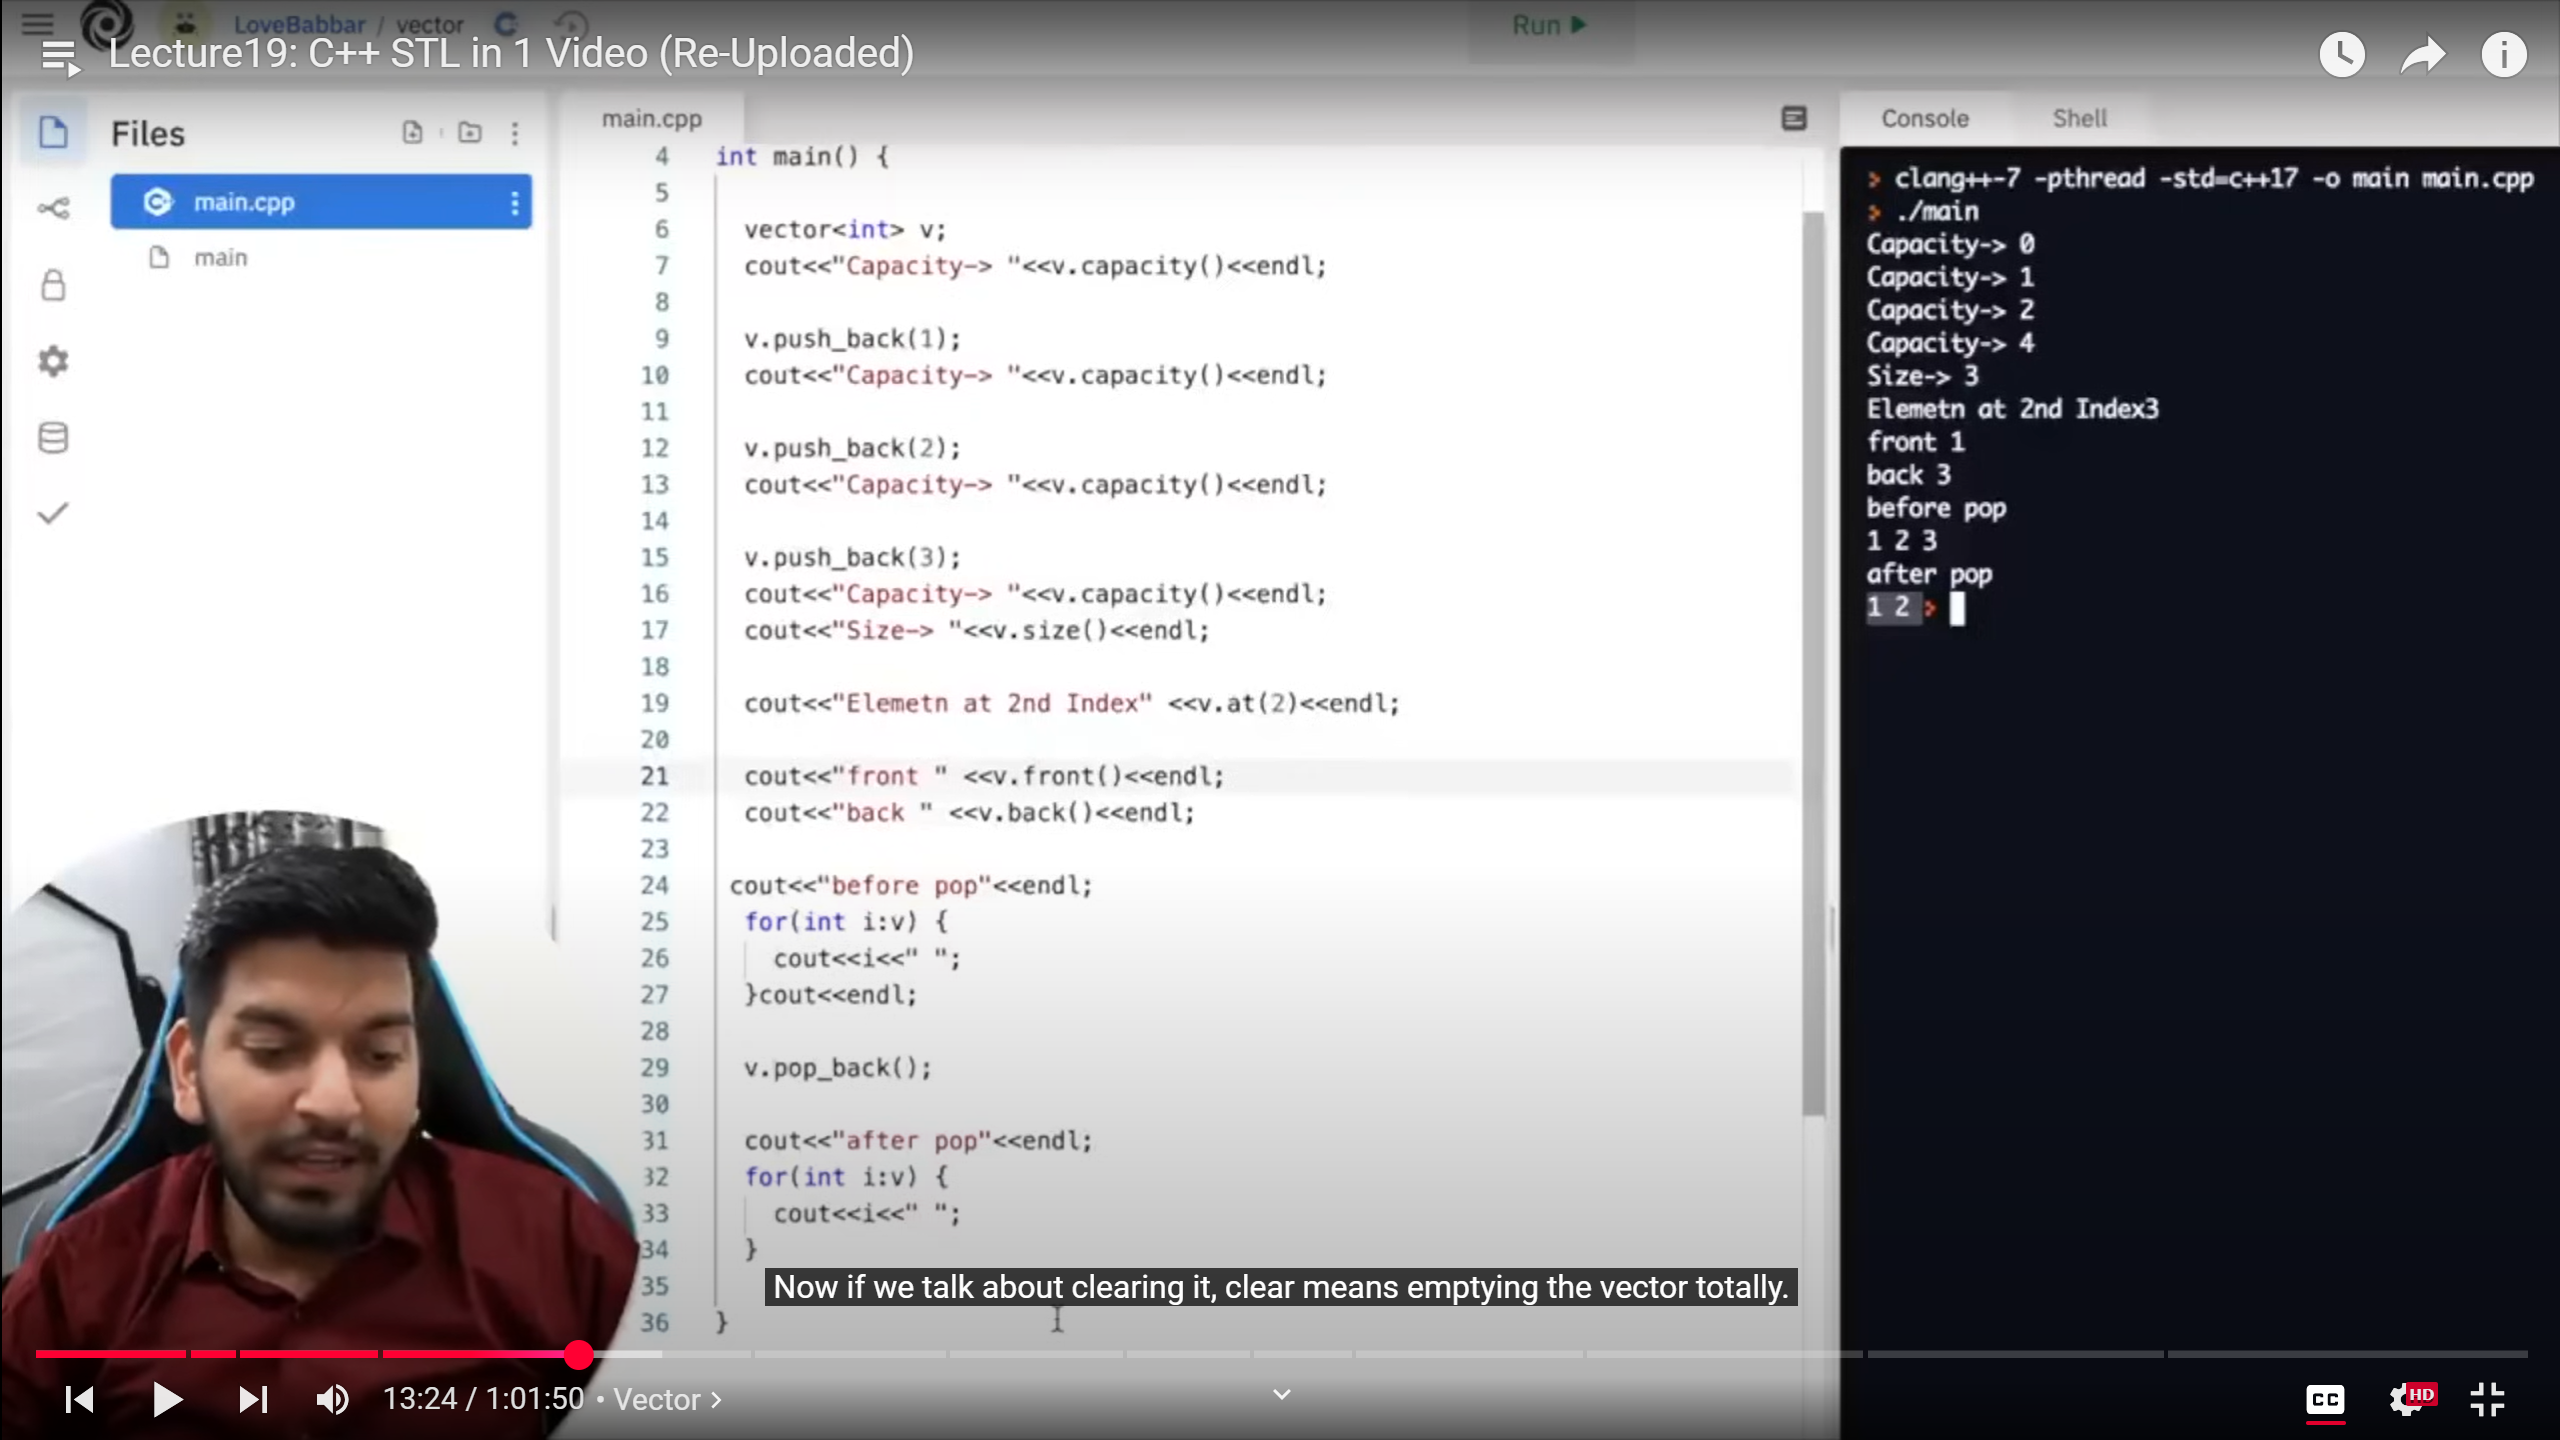 LoveBabbar / vector
Run
Lecture19: C++ STL in 1 Video (Re-Uploaded)
Files
main.cpp
main
main.cpp
4 int main() {
5
6 vector<int> v;
7 cout<<"Capacity-> "<<v.capacity()<<endl;
8
9 v.push_back(1);
10 cout<<"Capacity-> "<<v.capacity()<<endl;
11
12 v.push_back(2);
13 cout<<"Capacity-> "<<v.capacity()<<endl;
14
15 v.push_back(3);
16 cout<<"Capacity-> "<<v.capacity()<<endl;
17 cout<<"Size-> "<<v.size()<<endl;
18
19 cout<<"Elemetn at 2nd Index" <<v.at(2)<<endl;
20
21 cout<<"front " <<v.front()<<endl;
22 cout<<"back " <<v.back()<<endl;
23
24 cout<<"before pop"<<endl;
25 for(int i:v) {
26 cout<<i<<" ";
27 }cout<<endl;
28
29 v.pop_back();
30
31 cout<<"after pop"<<endl;
32 for(int i:v) {
33 cout<<i<<" ";
34 }
35
36 }
Console Shell
> clang++-7 -pthread -std=c++17 -o main main.cpp
> ./main
Capacity-> 0
Capacity-> 1
Capacity-> 2
Capacity-> 4
Size-> 3
Elemetn at 2nd Index3
front 1
back 3
before pop
1 2 3
after pop
1 2 >
Now if we talk about clearing it, clear means emptying the vector totally.
13:24 / 1:01:50 • Vector >
CC
HD